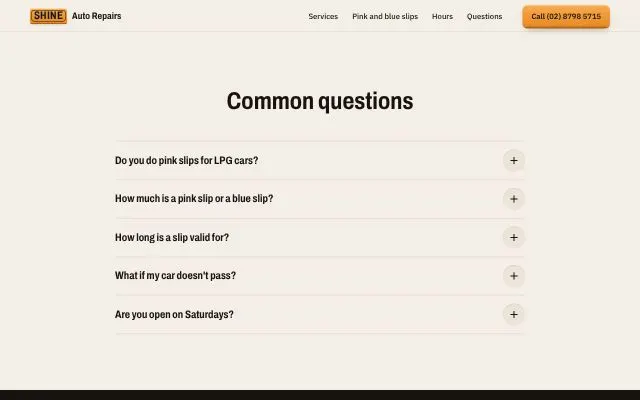 SHINE Auto Repairs
Services Pink and blue slips Hours Questions Call (02) 8798 5715
Common questions
Do you do pink slips for LPG cars?
How much is a pink slip or a blue slip?
How long is a slip valid for?
What if my car doesn't pass?
Are you open on Saturdays?